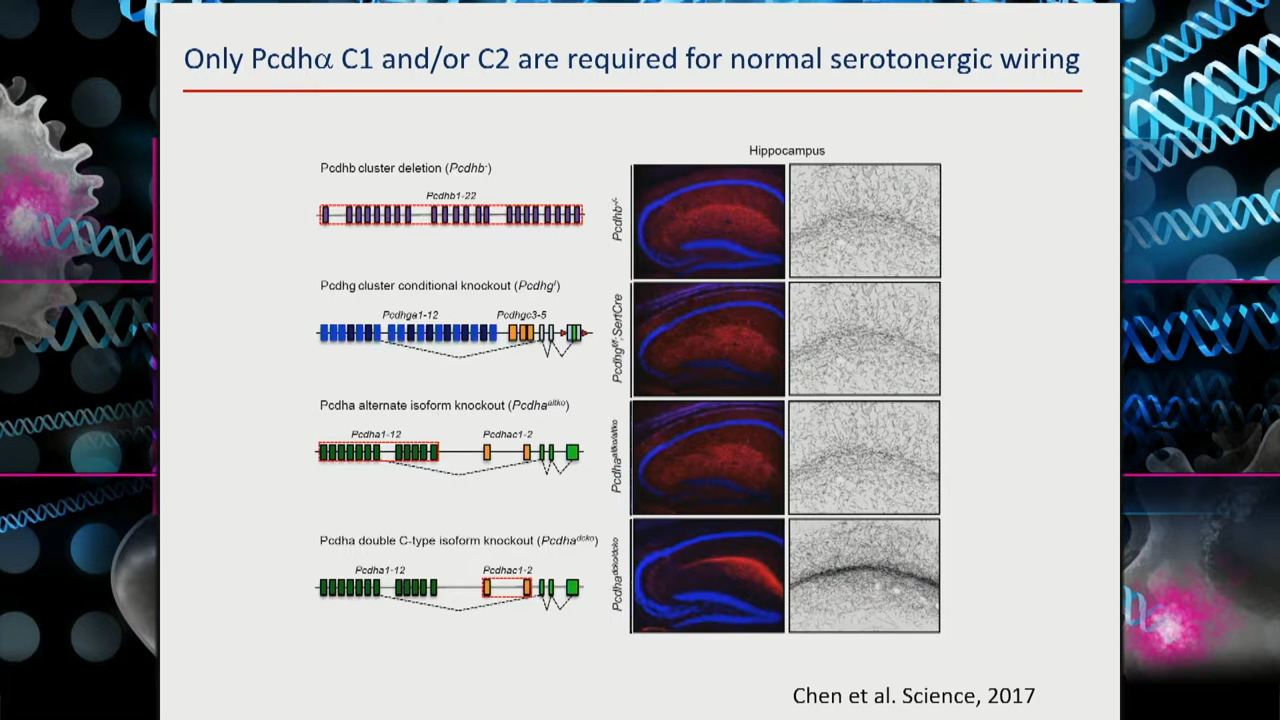 Only Pcdhα C1 and/or C2 are required for normal serotonergic wiring
Hippocampus
Pcdhb cluster deletion (Pcdhb-)
Pcdhb1-22
Pcdhb-/-
Pcdhg cluster conditional knockout (Pcdhgf)
Pcdhga1-12 Pcdhgc3-5
Pcdhgf/f;SertCre
Pcdha alternate isoform knockout (Pcdhaaltko)
Pcdha1-12 Pcdhac1-2
Pcdhaaltko/altko
Pcdha double C-type isoform knockout (Pcdhadcko)
Pcdha1-12 Pcdhac1-2
Pcdhadcko/dcko
Chen et al. Science, 2017